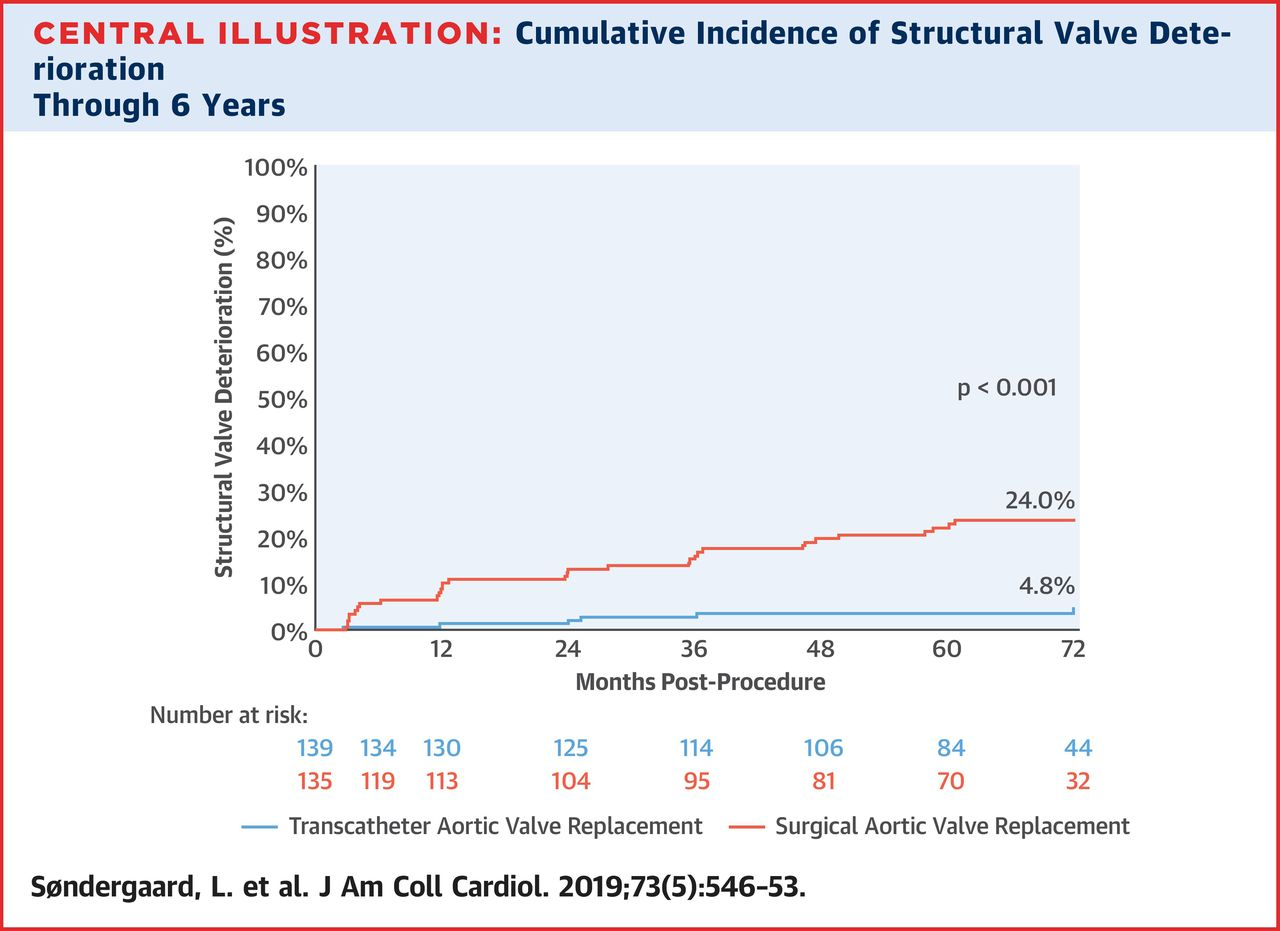 CENTRAL ILLUSTRATION: Cumulative Incidence of Structural Valve Dete-
rioration
Through 6 Years
100%
90%
80%
70%
60%
50%
40%
30%
20%
10%
0%
Structural Valve Deterioration (%)
p < 0.001
24.0%
4.8%
0 12 24 36 48 60 72
Months Post-Procedure
Number at risk:
139 134 130 125 114 106 84 44
135 119 113 104 95 81 70 32
Transcatheter Aortic Valve Replacement Surgical Aortic Valve Replacement
Søndergaard, L. et al. J Am Coll Cardiol. 2019;73(5):546–53.